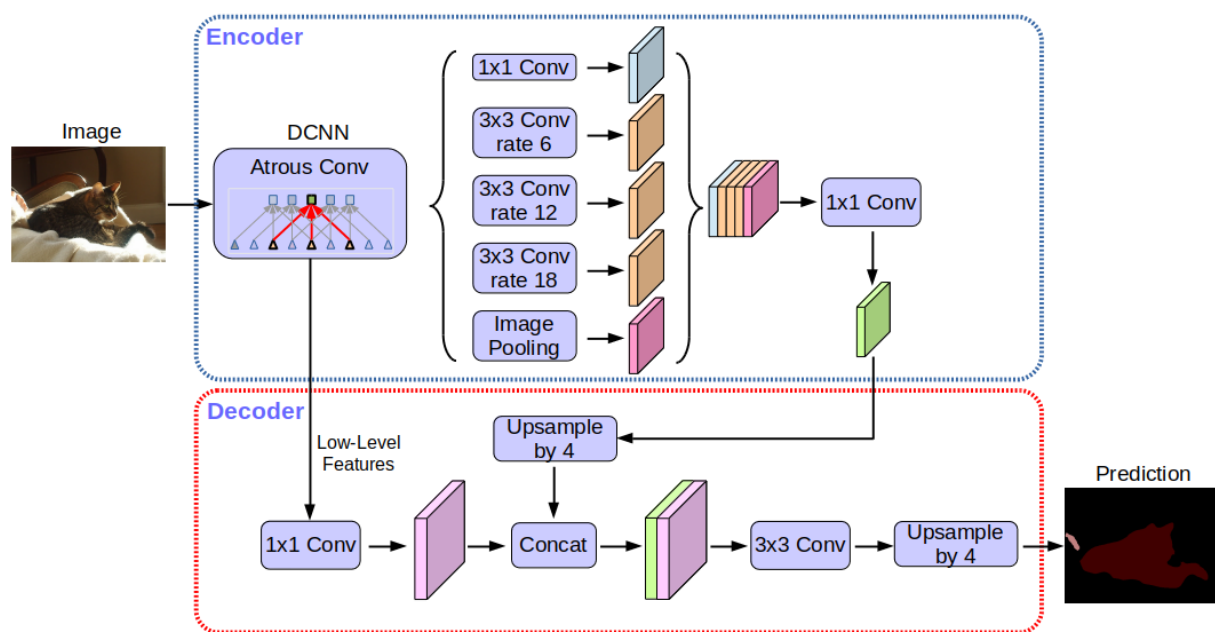 Encoder
Image
DCNN
Atrous Conv
1x1 Conv
3x3 Conv
rate 6
3x3 Conv
rate 12
3x3 Conv
rate 18
Image
Pooling
1x1 Conv
Decoder
Low-Level
Features
Upsample
by 4
1x1 Conv
Concat
3x3 Conv
Upsample
by 4
Prediction